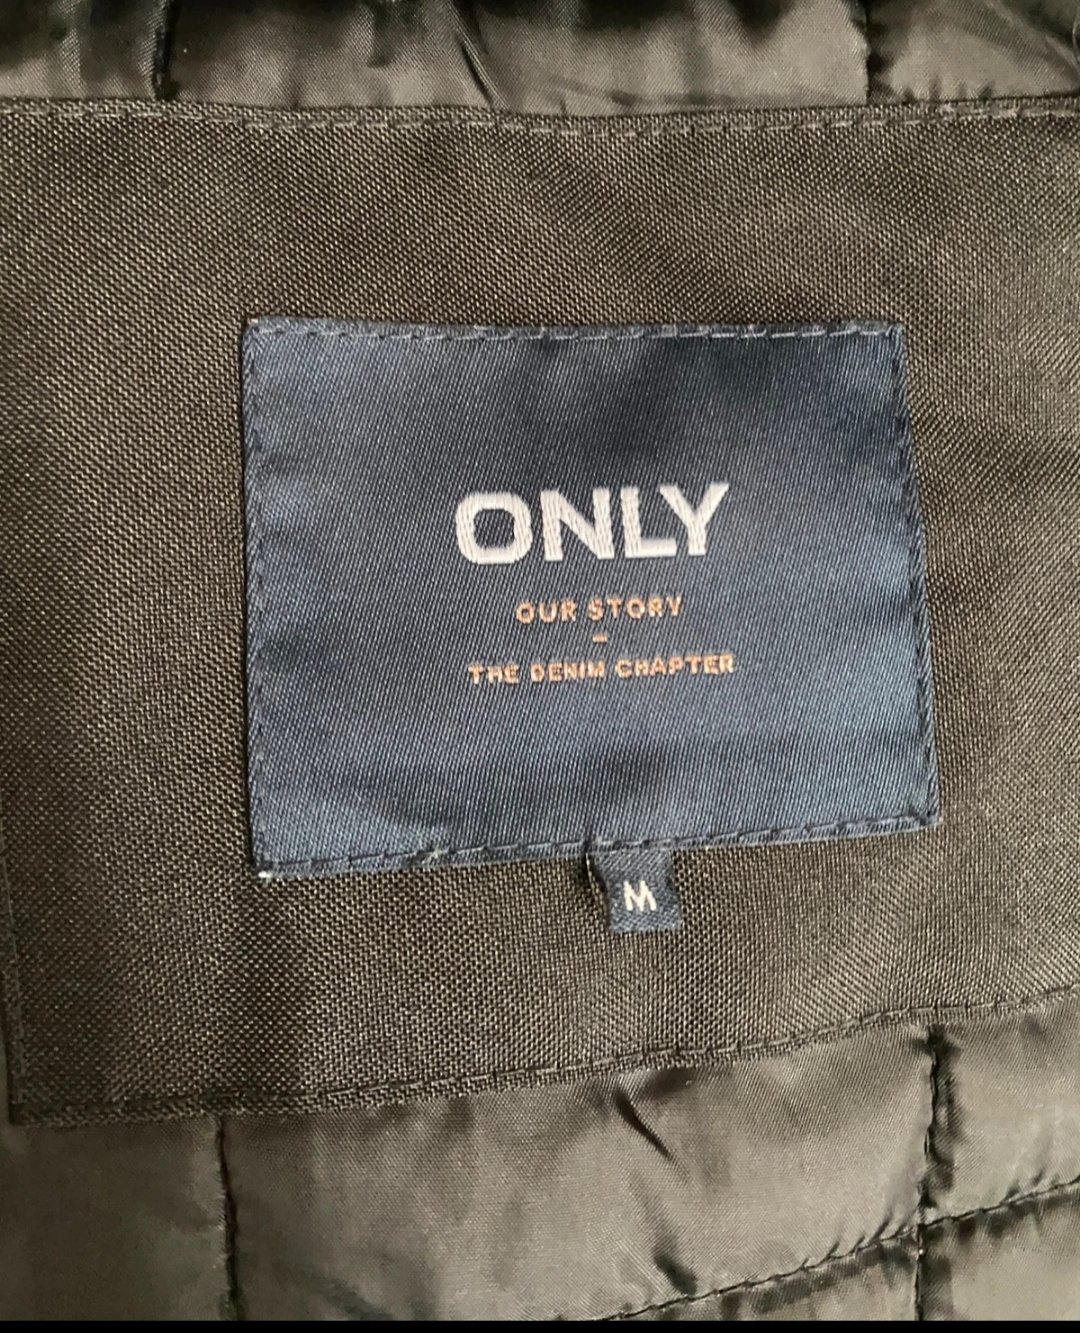 ONLY
OUR STORY
–
THE DENIM CHAPTER
M